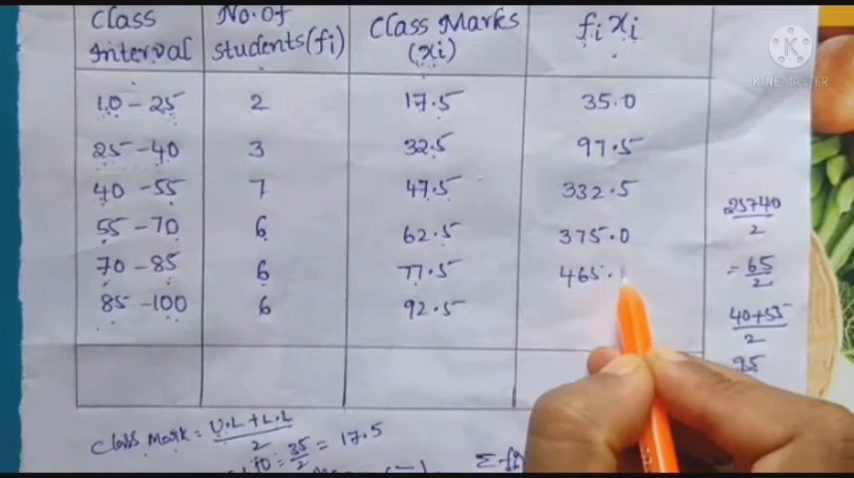 Class Interval | No. of students (fi) | Class Marks (xi) | fi xi
10 - 25 | 2 | 17.5 | 35.0
25 - 40 | 3 | 32.5 | 97.5
40 - 55 | 7 | 47.5 | 332.5
55 - 70 | 6 | 62.5 | 375.0
70 - 85 | 6 | 77.5 | 465.
85 - 100 | 6 | 92.5
25+40
2
= 65
2
40+55
2
95
Class Mark = U.L + L.L
2
= 35
2
= 17.5
Σ fi
K
KINEMASTER